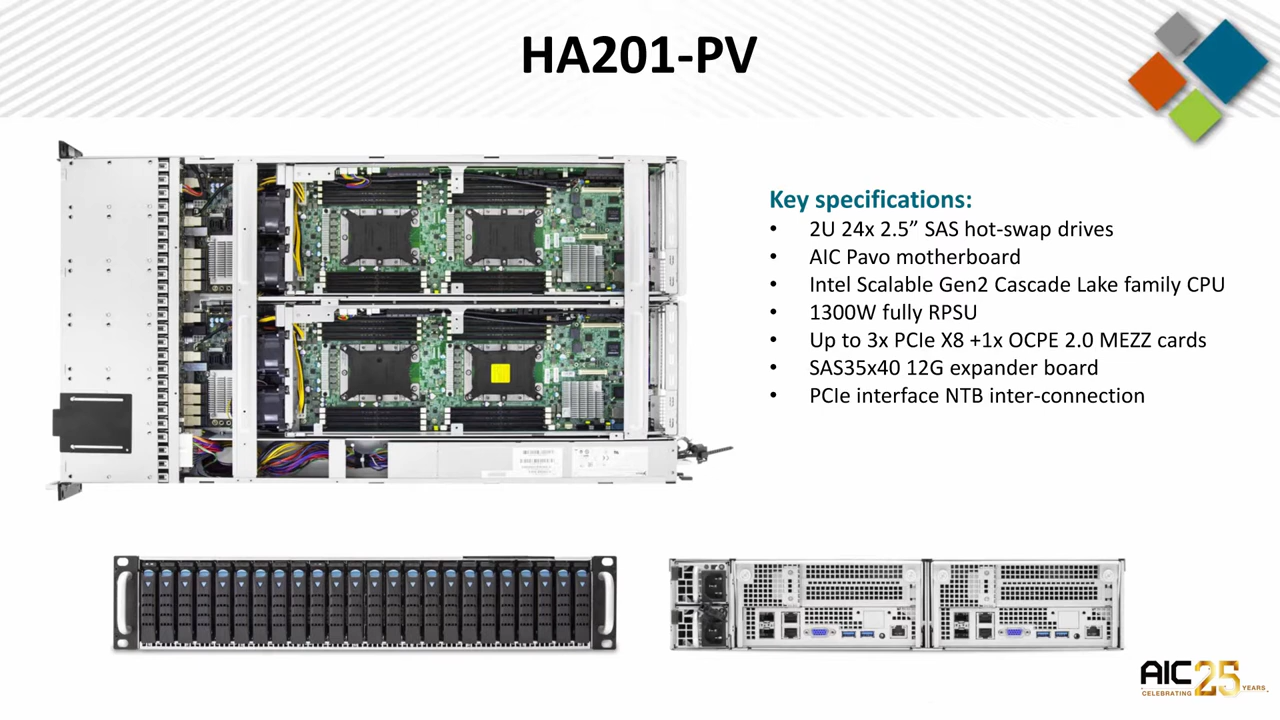 HA201-PV
Key specifications:
• 2U 24x 2.5” SAS hot-swap drives
• AIC Pavo motherboard
• Intel Scalable Gen2 Cascade Lake family CPU
• 1300W fully RPSU
• Up to 3x PCIe X8 +1x OCPE 2.0 MEZZ cards
• SAS35x40 12G expander board
• PCIe interface NTB inter-connection
AIC 25
CELEBRATING YEARS